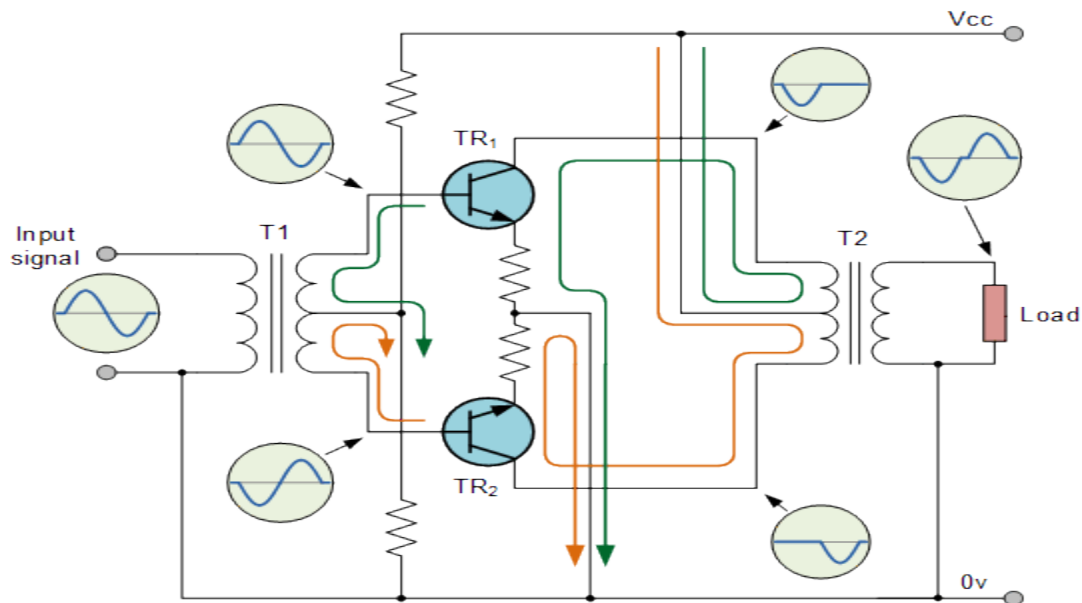 Vcc
TR₁
Input
signal
T1
T2
Load
TR₂
0v